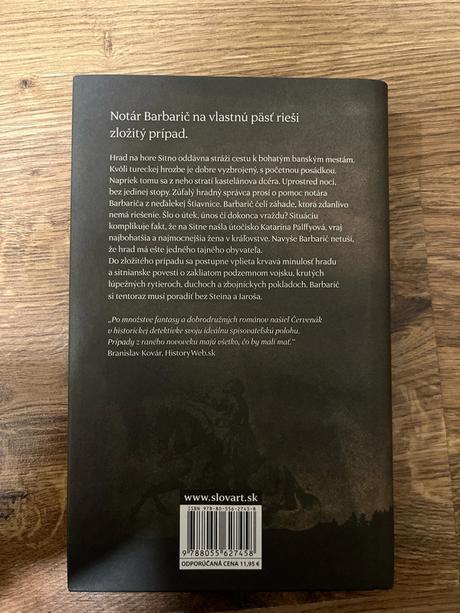 Notár Barbarič na vlastnú päsť rieši
zložitý prípad.
Hrad na hore Sitno oddávna stráži cestu k bohatým banským mestám.
Kvôli tureckej hrozbe je dobre vyzbrojený, s početnou posádkou.
Napriek tomu sa z neho stratí kastelánova dcéra. Uprostred noci,
bez jedinej stopy. Zúfalý hradný správca prosí o pomoc notára
Barbariča z neďalekej Štiavnice. Barbarič čelí záhade, ktorá zdanlivo
nemá riešenie. Šlo o útek, únos či dokonca vraždu? Situáciu
komplikuje fakt, že na Sitne našla útočisko Katarína Pálffyová, vraj
najbohatšia a najmocnejšia žena v kráľovstve. Navyše Barbarič netuší,
že hrad má ešte jedného tajného obyvateľa.
Do zložitého prípadu sa postupne vplieta krvavá minulosť hradu
a sitnianske povesti o zakliatom podzemnom vojsku, krutých
lúpežných rytieroch, duchoch a zbojníckych pokladoch. Barbarič
si tentoraz musí poradiť bez Steina a Jaroša.
„Po množstve fantasy a dobrodružných románov našiel Červenák
v historickej detektívke svoju ideálnu spisovateľskú polohu.
Prípady z raného novoveku majú všetko, čo by mali mať.“
Branislav Kovár, HistoryWeb.sk
www.slovart.sk
ISBN 978-80-556-2745-8
9 788055 627458
ODPORÚČANÁ CENA 11,95 €